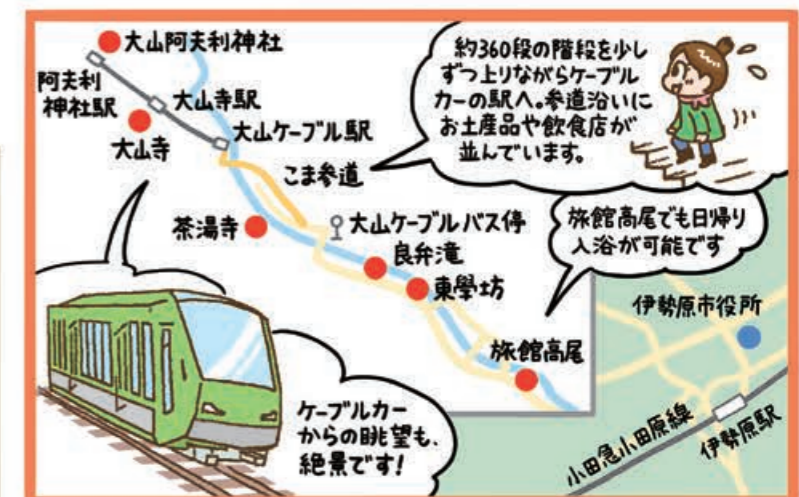 大山阿夫利神社
阿夫利
神社駅
大山寺駅
大山寺
大山ケーブル駅
こま参道
約360段の階段を少し
ずつ上りながらケーブル
カーの駅へ。参道沿いに
お土産品や飲食店が
並んでいます。
茶湯寺
大山ケーブルバス停
良弁滝
東學坊
旅館高尾でも日帰り
入浴が可能です
旅館高尾
伊勢原市役所
小田急小田原線
伊勢原駅
ケーブルカー
からの眺望も、
絶景です!